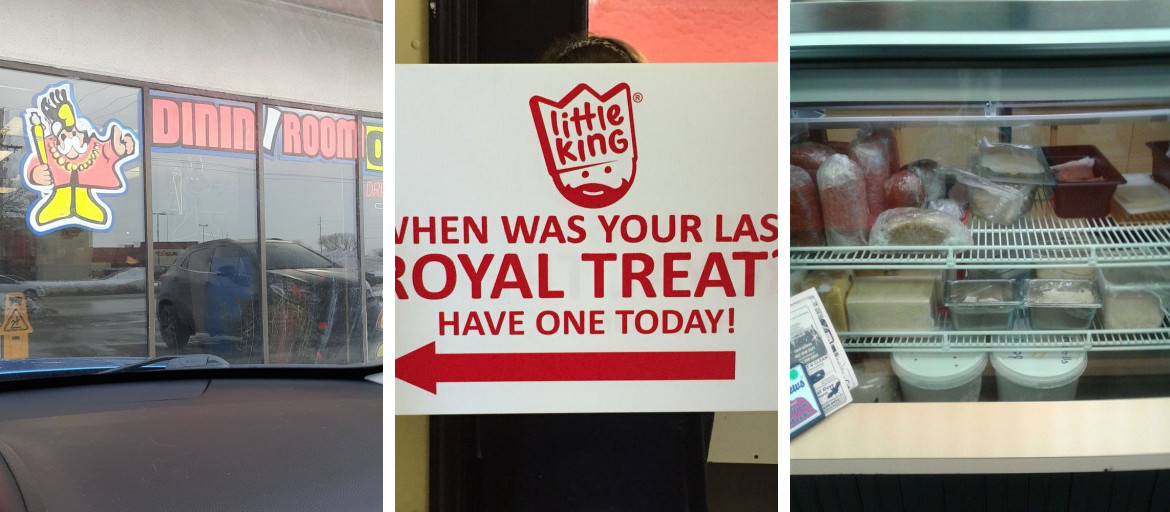 DININ
ROOM
little
KING
®
WHEN WAS YOUR LAS
ROYAL TREAT?
HAVE ONE TODAY!